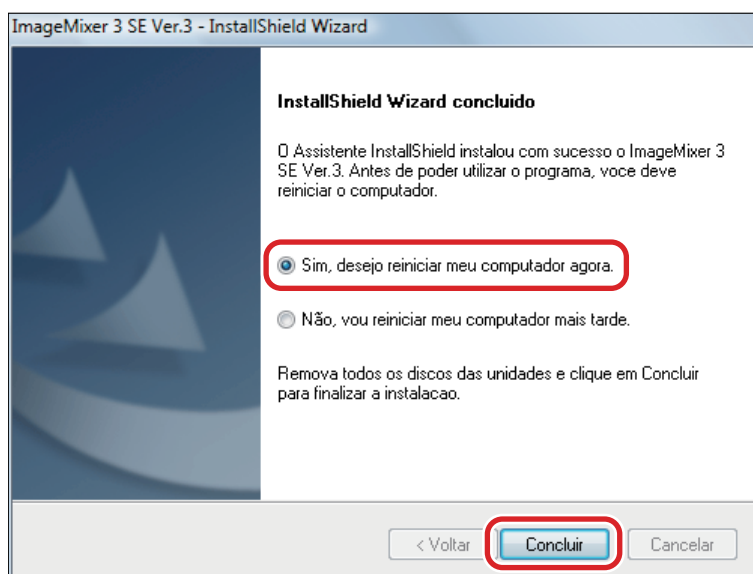 ImageMixer 3 SE Ver.3 - InstallShield Wizard
InstallShield Wizard concluido
O Assistente InstallShield instalou com sucesso o ImageMixer 3
SE Ver.3. Antes de poder utilizar o programa, voce deve
reiniciar o computador.
Sim, desejo reiniciar meu computador agora.
Não, vou reiniciar meu computador mais tarde.
Remova todos os discos das unidades e clique em Concluir
para finalizar a instalacao.
< Voltar Concluir Cancelar